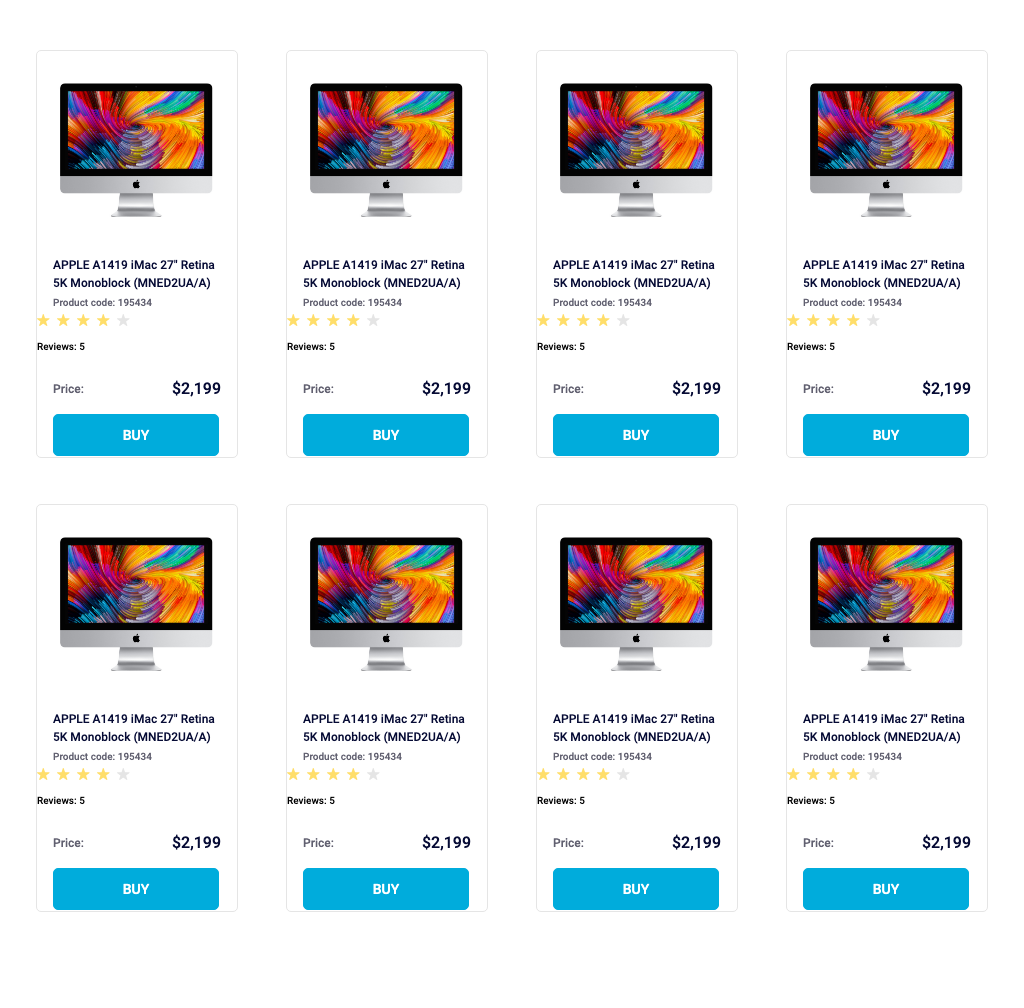 APPLE A1419 iMac 27" Retina
5K Monoblock (MNED2UA/A)
Product code: 195434
Reviews: 5
Price: $2,199
BUY
APPLE A1419 iMac 27" Retina
5K Monoblock (MNED2UA/A)
Product code: 195434
Reviews: 5
Price: $2,199
BUY
APPLE A1419 iMac 27" Retina
5K Monoblock (MNED2UA/A)
Product code: 195434
Reviews: 5
Price: $2,199
BUY
APPLE A1419 iMac 27" Retina
5K Monoblock (MNED2UA/A)
Product code: 195434
Reviews: 5
Price: $2,199
BUY
APPLE A1419 iMac 27" Retina
5K Monoblock (MNED2UA/A)
Product code: 195434
Reviews: 5
Price: $2,199
BUY
APPLE A1419 iMac 27" Retina
5K Monoblock (MNED2UA/A)
Product code: 195434
Reviews: 5
Price: $2,199
BUY
APPLE A1419 iMac 27" Retina
5K Monoblock (MNED2UA/A)
Product code: 195434
Reviews: 5
Price: $2,199
BUY
APPLE A1419 iMac 27" Retina
5K Monoblock (MNED2UA/A)
Product code: 195434
Reviews: 5
Price: $2,199
BUY